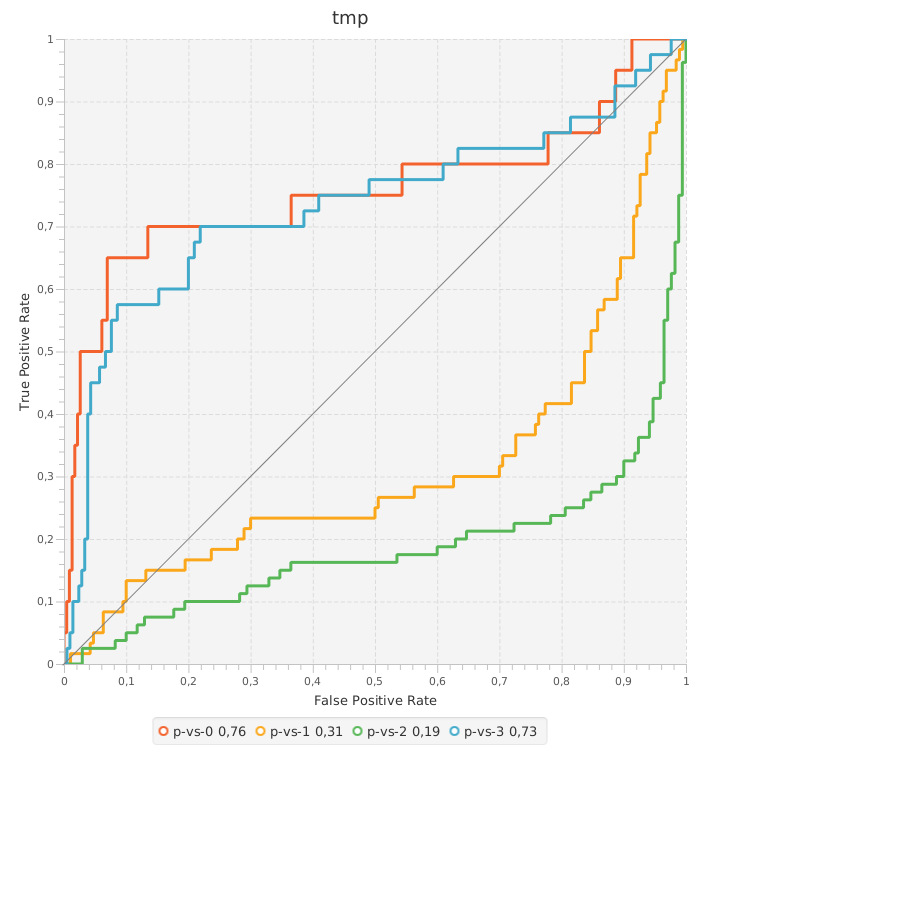 tmp
1
0,9
0,8
0,7
0,6
0,5
0,4
0,3
0,2
0,1
0
True Positive Rate
0 0,1 0,2 0,3 0,4 0,5 0,6 0,7 0,8 0,9 1
False Positive Rate
p-vs-0 0,76 p-vs-1 0,31 p-vs-2 0,19 p-vs-3 0,73